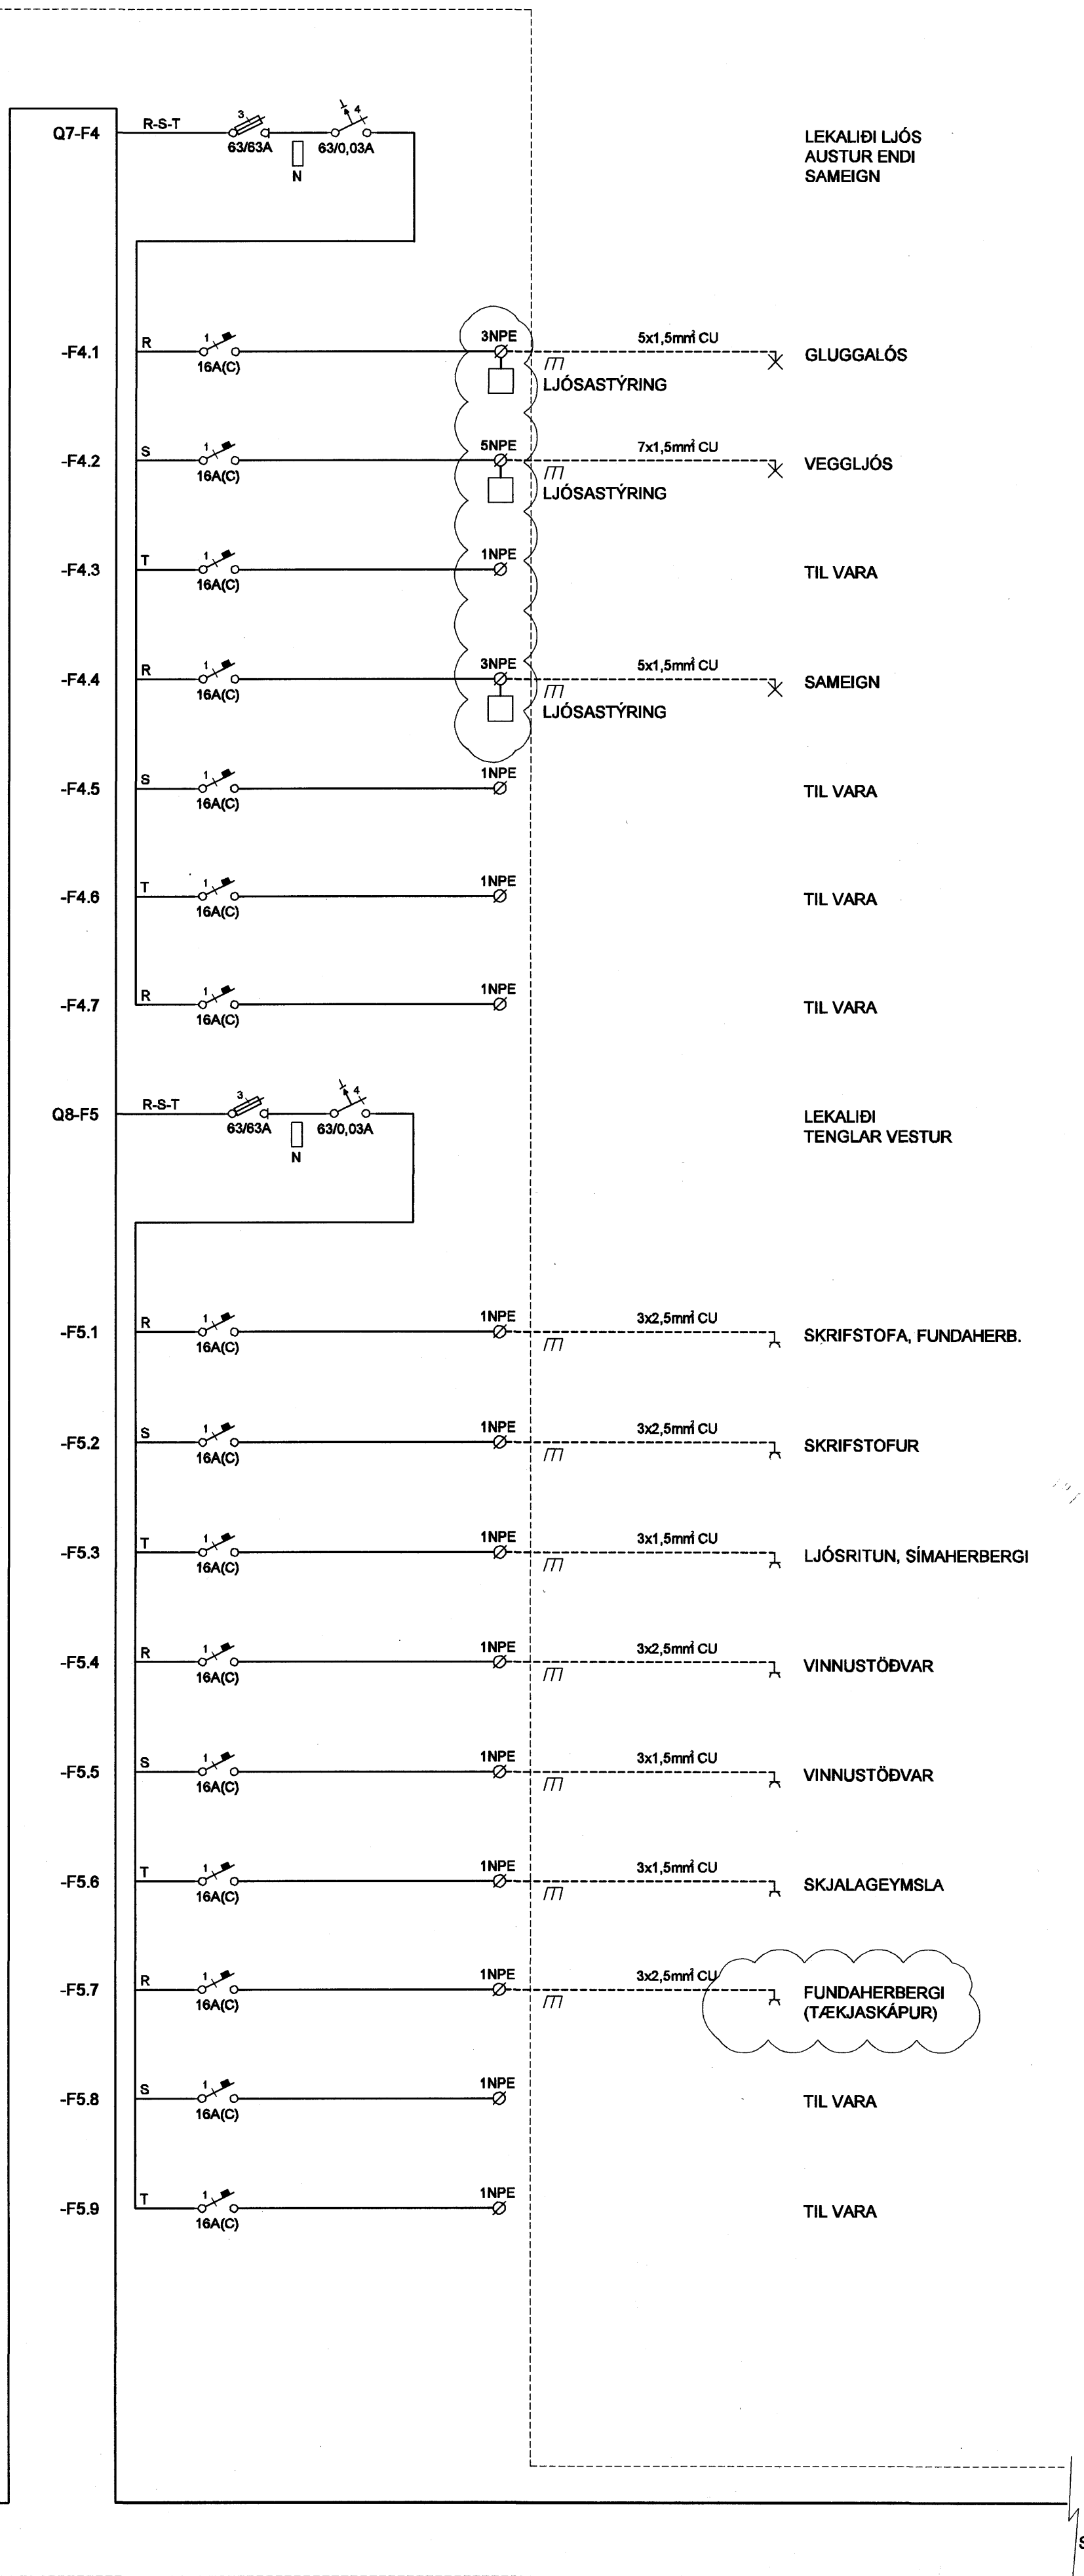 Q7-F4 R-S-T 3 63/63A N 4 63/0,03A
LEKALIÐI LJÓS
AUSTUR ENDI
SAMEIGN
-F4.1 R 1 16A(C) 3NPE 5x1,5mm² CU GLUGGALÓS
LJÓSASTÝRING
-F4.2 S 1 16A(C) 5NPE 7x1,5mm² CU VEGGLJÓS
LJÓSASTÝRING
-F4.3 T 1 16A(C) 1NPE TIL VARA
-F4.4 R 1 16A(C) 3NPE 5x1,5mm² CU SAMEIGN
LJÓSASTÝRING
-F4.5 S 1 16A(C) 1NPE TIL VARA
-F4.6 T 1 16A(C) 1NPE TIL VARA
-F4.7 R 1 16A(C) 1NPE TIL VARA
Q8-F5 R-S-T 3 63/63A N 4 63/0,03A
LEKALIÐI
TENGLAR VESTUR
-F5.1 R 1 16A(C) 1NPE 3x2,5mm² CU SKRIFSTOFA, FUNDAHERB.
-F5.2 S 1 16A(C) 1NPE 3x2,5mm² CU SKRIFSTOFUR
-F5.3 T 1 16A(C) 1NPE 3x1,5mm² CU LJÓSRITUN, SÍMAHERBERGI
-F5.4 R 1 16A(C) 1NPE 3x2,5mm² CU VINNUSTÖÐVAR
-F5.5 S 1 16A(C) 1NPE 3x1,5mm² CU VINNUSTÖÐVAR
-F5.6 T 1 16A(C) 1NPE 3x1,5mm² CU SKJALAGEYMSLA
-F5.7 R 1 16A(C) 1NPE 3x2,5mm² CU FUNDAHERBERGI
(TÆKJASKÁPUR)
-F5.8 S 1 16A(C) 1NPE TIL VARA
-F5.9 T 1 16A(C) 1NPE TIL VARA